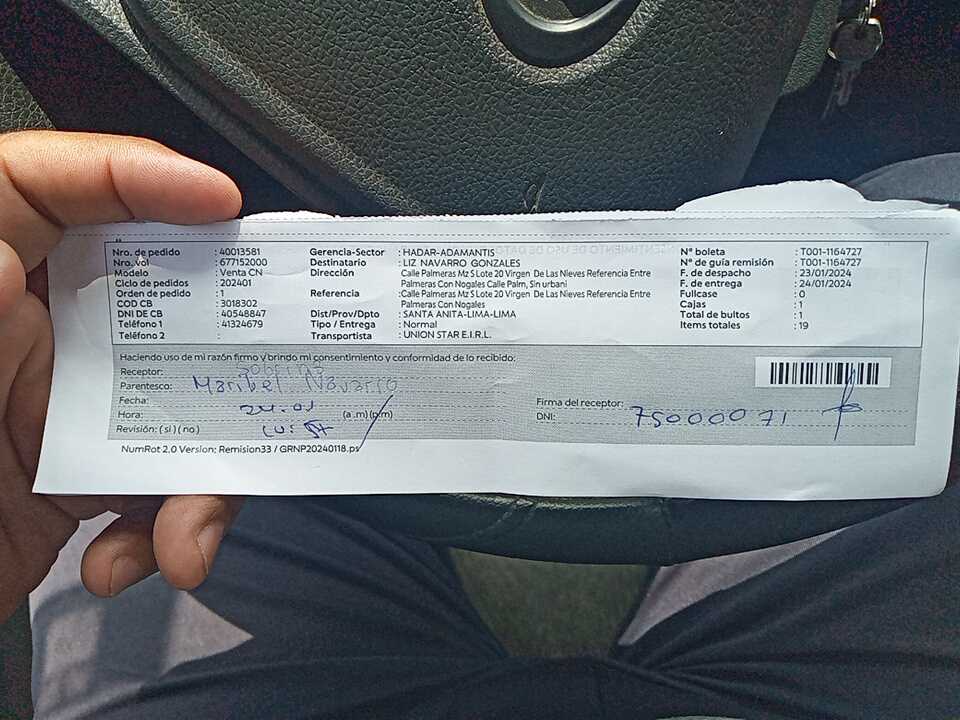 Nro. de pedido : 40013581
Nro. vol : 677152000
Modelo : Venta CN
Ciclo de pedidos : 202401
Orden de pedido : 1
COD CB : 3018302
DNI DE CB : 40548847
Teléfono 1 : 41324679
Teléfono 2 :
Gerencia-Sector : HADAR-ADAMANTIS
Destinatario : LIZ NAVARRO GONZALES
Dirección : Calle Palmeras Mz S Lote 20 Virgen De Las Nieves Referencia Entre
Palmeras Con Nogales Calle Palm, Sin urbani
Referencia : Calle Palmeras Mz S Lote 20 Virgen De Las Nieves Referencia Entre
Palmeras Con Nogales
Dist/Prov/Dpto : SANTA ANITA-LIMA-LIMA
Tipo / Entrega : Normal
Transportista : UNION STAR E.I.R.L.
N° boleta : T001-1164727
N° de guía remisión : T001-1164727
F. de despacho : 23/01/2024
F. de entrega : 24/01/2024
Fullcase : 0
Cajas : 1
Total de bultos : 1
Items totales : 19
Haciendo uso de mi razón firmo y brindo mi consentimiento y conformidad de lo recibido:
Receptor: Sobrina
Parentesco: Maribel Navarro
Fecha: 24.01
Hora: (a .m) (p.m)
Revisión: ( si ) ( no )
Firma del receptor:
DNI: 75000071
NumRot 2.0 Version: Remision33 / GRNP20240118.ps